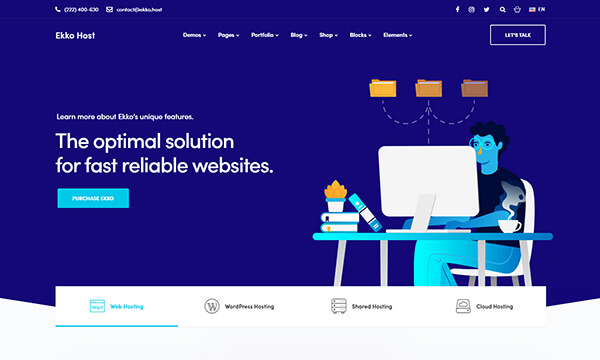 (222) 400-630 contact@ekko.host EN
Ekko Host Demos Pages Portfolio Blog Shop Blocks Elements LET'S TALK
Learn more about Ekko's unique features.
The optimal solution
for fast reliable websites.
PURCHASE EKKO
Web Hosting WordPress Hosting Shared Hosting Cloud Hosting